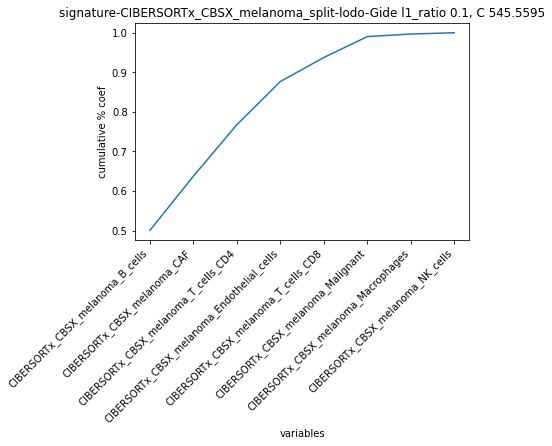 signature-CIBERSORTx_CBSX_melanoma_split-lodo-Gide l1_ratio 0.1, C 545.5595
1.0
0.9
0.8
0.7
0.6
0.5
cumulative % coef
CIBERSORTx_CBSX_melanoma_B_cells
CIBERSORTx_CBSX_melanoma_CAF
CIBERSORTx_CBSX_melanoma_T_cells_CD4
CIBERSORTx_CBSX_melanoma_Endothelial_cells
CIBERSORTx_CBSX_melanoma_T_cells_CD8
CIBERSORTx_CBSX_melanoma_Malignant
CIBERSORTx_CBSX_melanoma_Macrophages
CIBERSORTx_CBSX_melanoma_NK_cells
variables